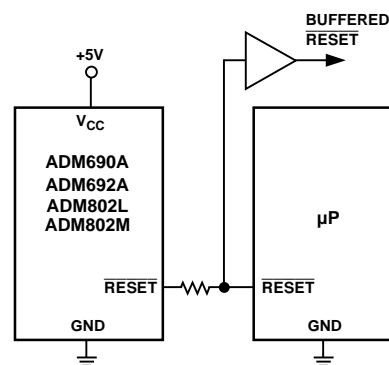 BUFFERED
RESET
+5V
VCC
ADM690A
ADM692A
ADM802L
ADM802M
µP
RESET
RESET
GND
GND